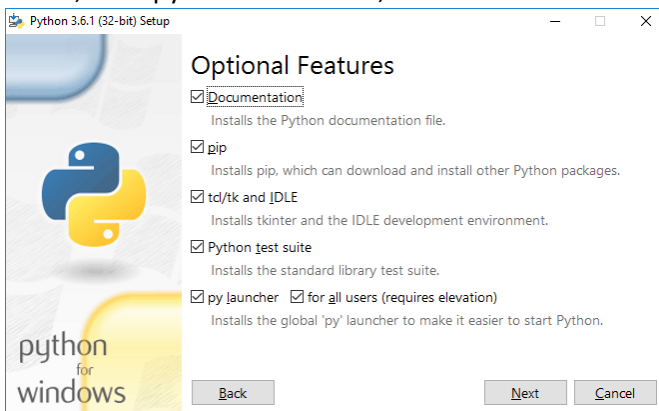 Python 3.6.1 (32-bit) Setup
Optional Features
Documentation
Installs the Python documentation file.
pip
Installs pip, which can download and install other Python packages.
tcl/tk and IDLE
Installs tkinter and the IDLE development environment.
Python test suite
Installs the standard library test suite.
py launcher for all users (requires elevation)
Installs the global 'py' launcher to make it easier to start Python.
python
for
windows
Back Next Cancel